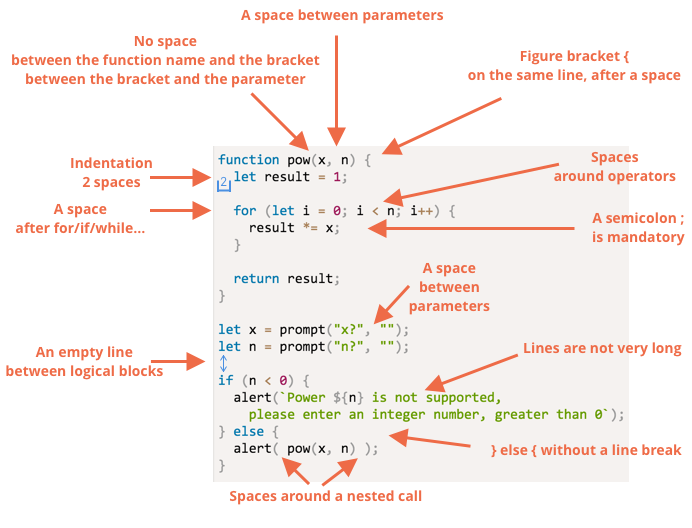 A space between parameters
No space
between the function name and the bracket
between the bracket and the parameter
Figure bracket {
on the same line, after a space
Indentation
2 spaces
A space
after for/if/while...
Spaces
around operators
A semicolon ;
is mandatory
A space
between
parameters
An empty line
between logical blocks
Lines are not very long
} else { without a line break
Spaces around a nested call
function pow(x, n) {
2
let result = 1;
for (let i = 0; i < n; i++) {
result *= x;
}
return result;
}
let x = prompt("x?", "");
let n = prompt("n?", "");
if (n < 0) {
alert(`Power ${n} is not supported,
please enter an integer number, greater than 0`);
} else {
alert( pow(x, n) );
}